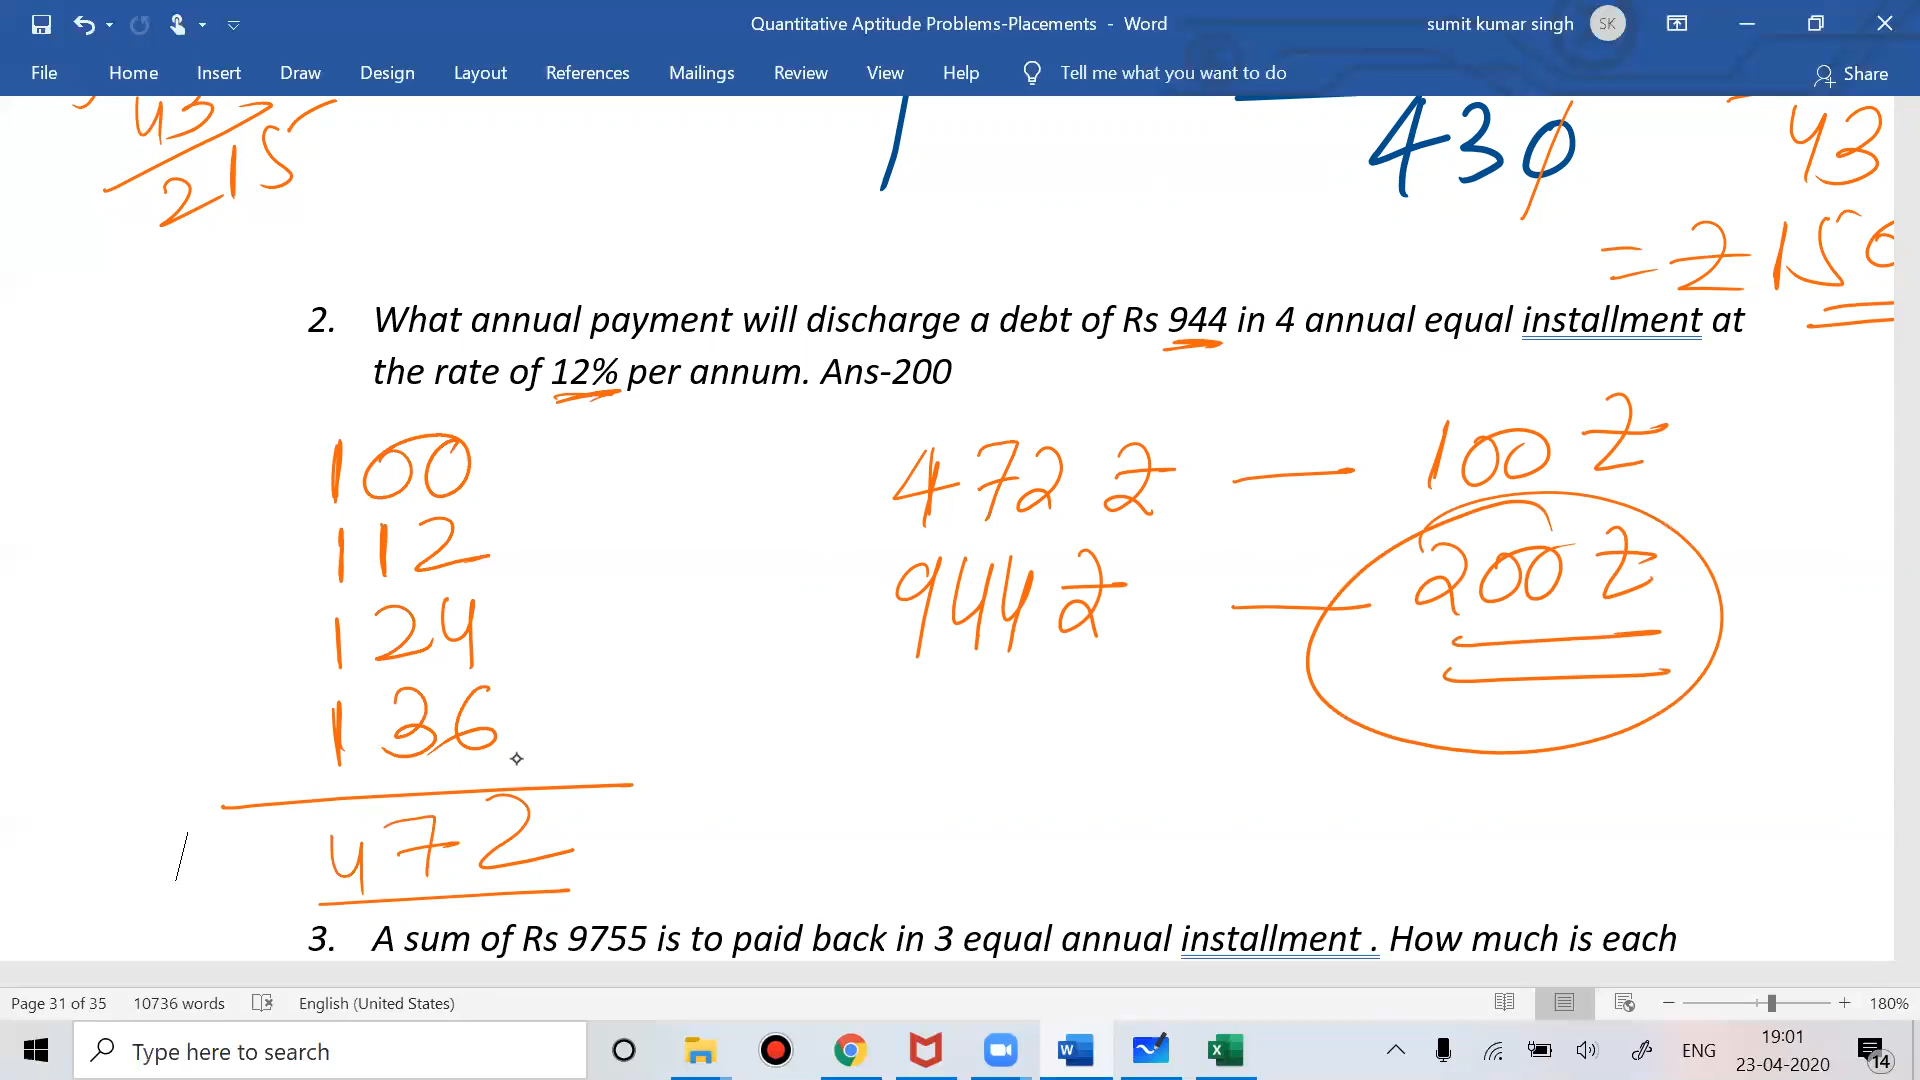 Quantitative Aptitude Problems-Placements - Word
sumit kumar singh
SK
File Home Insert Draw Design Layout References Mailings Review View Help Tell me what you want to do Share
215
430
43
= 2150
2. What annual payment will discharge a debt of Rs 944 in 4 annual equal installment at
the rate of 12% per annum. Ans-200
100
112
124
136
472
472 ₹ — 100 ₹
944 ₹ — 200 ₹
3. A sum of Rs 9755 is to paid back in 3 equal annual installment . How much is each
Page 31 of 35 10736 words English (United States) 180%
Type here to search
ENG
19:01
23-04-2020
14